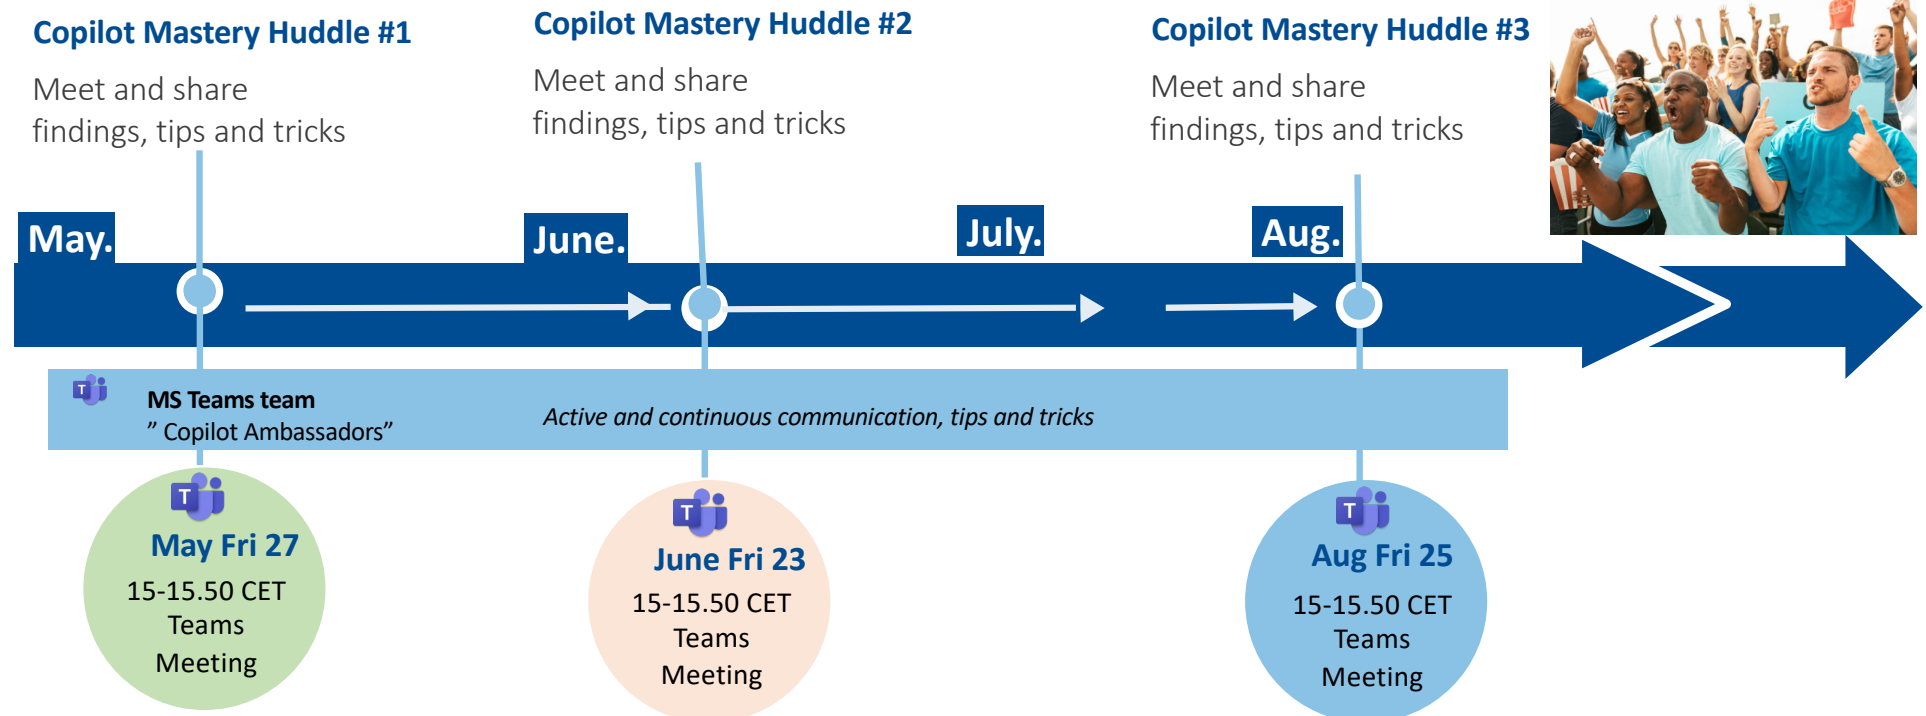 Copilot Mastery Huddle #1
Meet and share
findings, tips and tricks
Copilot Mastery Huddle #2
Meet and share
findings, tips and tricks
Copilot Mastery Huddle #3
Meet and share
findings, tips and tricks
May.
June.
July.
Aug.
T
MS Teams team
” Copilot Ambassadors”
Active and continuous communication, tips and tricks
T
May Fri 27
15-15.50 CET
Teams
Meeting
T
June Fri 23
15-15.50 CET
Teams
Meeting
T
Aug Fri 25
15-15.50 CET
Teams
Meeting